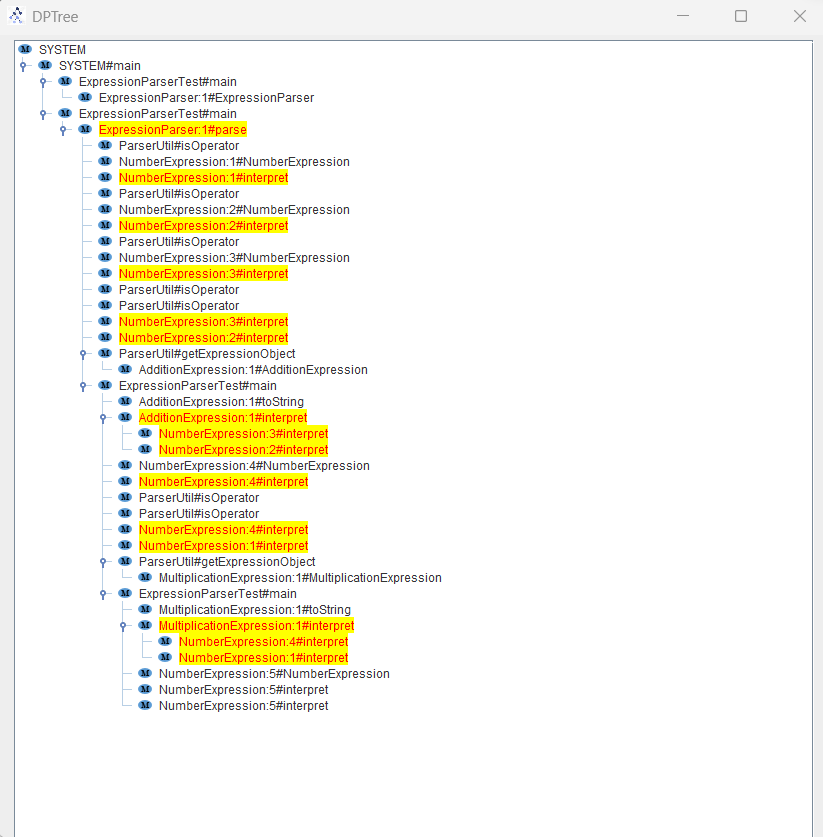 DPTree
SYSTEM
SYSTEM#main
ExpressionParserTest#main
ExpressionParser:1#ExpressionParser
ExpressionParserTest#main
ExpressionParser:1#parse
ParserUtil#isOperator
NumberExpression:1#NumberExpression
NumberExpression:1#interpret
ParserUtil#isOperator
NumberExpression:2#NumberExpression
NumberExpression:2#interpret
ParserUtil#isOperator
NumberExpression:3#NumberExpression
NumberExpression:3#interpret
ParserUtil#isOperator
ParserUtil#isOperator
NumberExpression:3#interpret
NumberExpression:2#interpret
ParserUtil#getExpressionObject
AdditionExpression:1#AdditionExpression
ExpressionParserTest#main
AdditionExpression:1#toString
AdditionExpression:1#interpret
NumberExpression:3#interpret
NumberExpression:2#interpret
NumberExpression:4#NumberExpression
NumberExpression:4#interpret
ParserUtil#isOperator
ParserUtil#isOperator
NumberExpression:4#interpret
NumberExpression:1#interpret
ParserUtil#getExpressionObject
MultiplicationExpression:1#MultiplicationExpression
ExpressionParserTest#main
MultiplicationExpression:1#toString
MultiplicationExpression:1#interpret
NumberExpression:4#interpret
NumberExpression:1#interpret
NumberExpression:5#NumberExpression
NumberExpression:5#interpret
NumberExpression:5#interpret